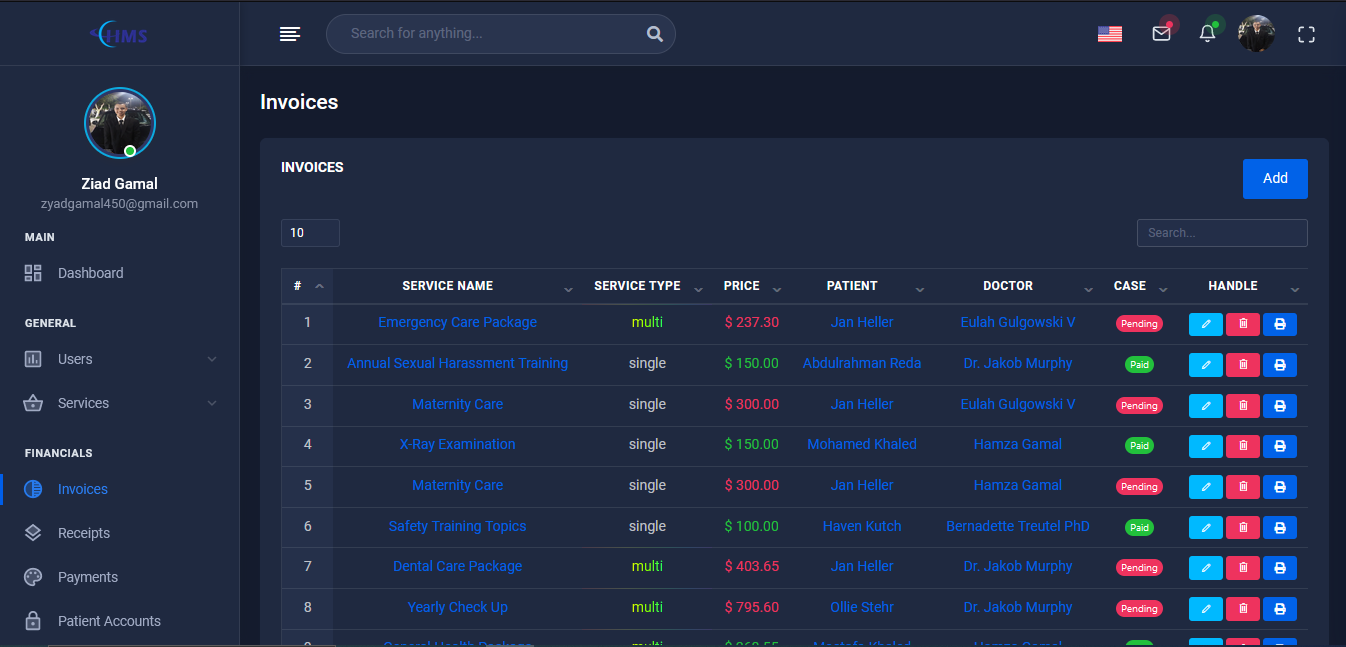 HMS
Search for anything...
Ziad Gamal
zyadgamal450@gmail.com
MAIN
Dashboard
GENERAL
Users
Services
FINANCIALS
Invoices
Receipts
Payments
Patient Accounts
Invoices
INVOICES
Add
10
Search...
# SERVICE NAME SERVICE TYPE PRICE PATIENT DOCTOR CASE HANDLE
1 Emergency Care Package multi $ 237.30 Jan Heller Eulah Gulgowski V Pending
2 Annual Sexual Harassment Training single $ 150.00 Abdulrahman Reda Dr. Jakob Murphy Paid
3 Maternity Care single $ 300.00 Jan Heller Eulah Gulgowski V Pending
4 X-Ray Examination single $ 150.00 Mohamed Khaled Hamza Gamal Paid
5 Maternity Care single $ 300.00 Jan Heller Hamza Gamal Pending
6 Safety Training Topics single $ 100.00 Haven Kutch Bernadette Treutel PhD Paid
7 Dental Care Package multi $ 403.65 Jan Heller Dr. Jakob Murphy Pending
8 Yearly Check Up multi $ 795.60 Ollie Stehr Dr. Jakob Murphy Pending